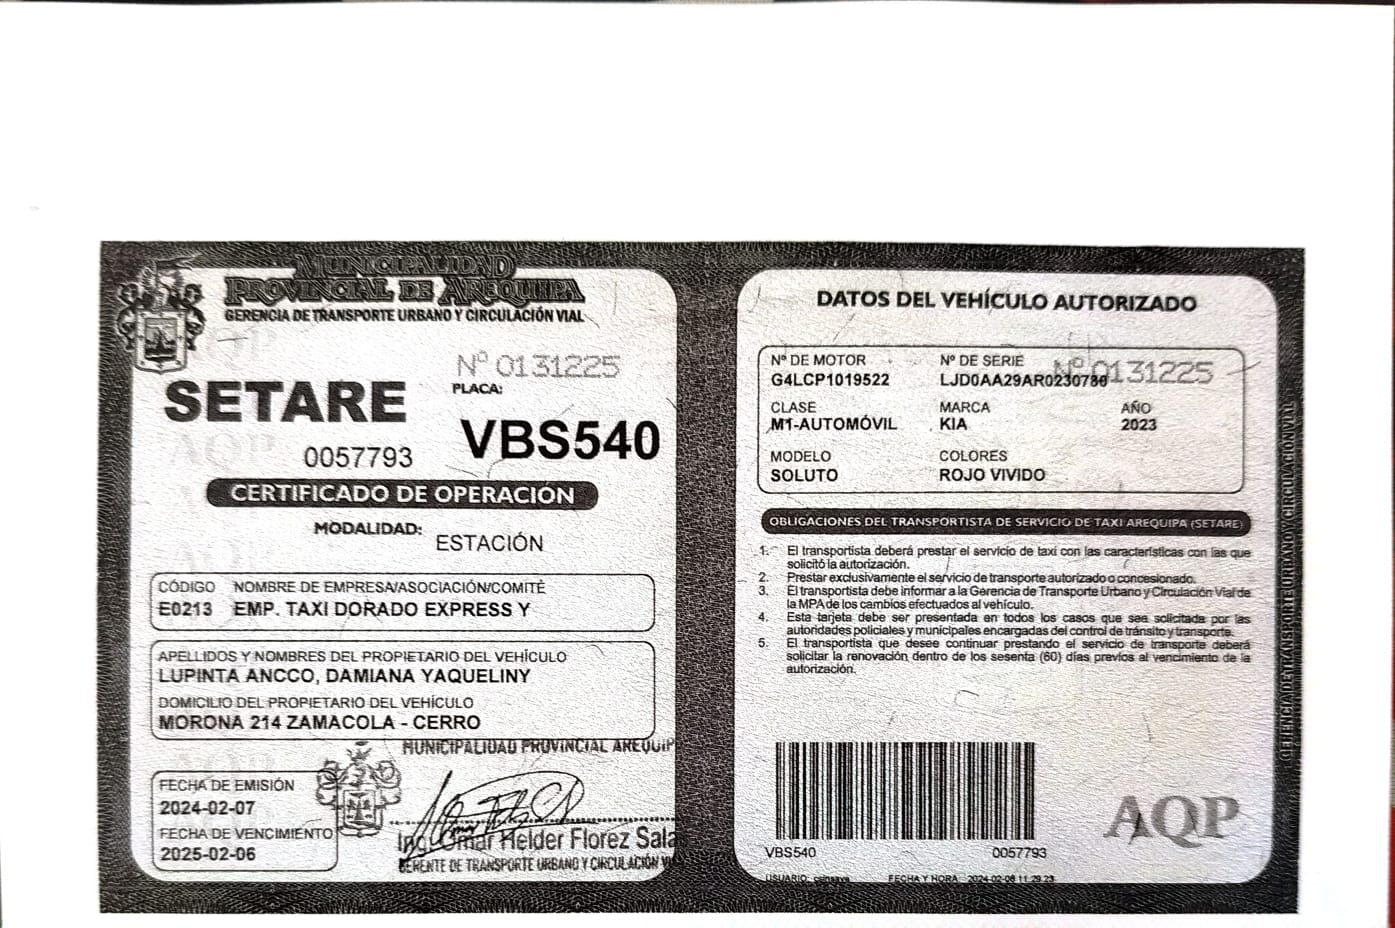 MUNICIPALIDAD
PROVINCIAL DE AREQUIPA
GERENCIA DE TRANSPORTE URBANO Y CIRCULACIÓN VIAL
Nº 0131225
SETARE
PLACA:
VBS540
0057793
CERTIFICADO DE OPERACIÓN
MODALIDAD:
ESTACIÓN
CÓDIGO NOMBRE DE EMPRESA/ASOCIACIÓN/COMITÉ
E0213 EMP. TAXI DORADO EXPRESS Y
APELLIDOS Y NOMBRES DEL PROPIETARIO DEL VEHÍCULO
LUPINTA ANCCO, DAMIANA YAQUELINY
DOMICILIO DEL PROPIETARIO DEL VEHÍCULO
MORONA 214 ZAMACOLA - CERRO
MUNICIPALIDAD PROVINCIAL AREQUIP
FECHA DE EMISIÓN
2024-02-07
FECHA DE VENCIMIENTO
2025-02-06
Ing. Omar Helder Florez Sala
GERENTE DE TRANSPORTE URBANO Y CIRCULACIÓN
DATOS DEL VEHÍCULO AUTORIZADO
Nº DE MOTOR Nº DE SERIE Nº 0131225
G4LCP1019522
CLASE MARCA AÑO
M1-AUTOMÓVIL KIA 2023
MODELO COLORES
SOLUTO ROJO VIVIDO
OBLIGACIONES DEL TRANSPORTISTA DE SERVICIO DE TAXI AREQUIPA (SETARE)
1. El transportista deberá prestar el servicio de taxi con las características con las que
solicitó la autorización.
2. Prestar exclusivamente el servicio de transporte autorizado o concesionado.
3. El transportista debe informar a la Gerencia de Transporte Urbano y Circulación Vial de
la MPA de los cambios efectuados al vehículo.
4. Esta tarjeta debe ser presentada en todos los casos que sea solicitada por las
autoridades policiales y municipales encargadas del control de tránsito y transporte.
5. El transportista que desee continuar prestando el servicio de transporte deberá
solicitar la renovación dentro de los sesenta (60) días previos al vencimiento de la
autorización.
AQP
VBS540 0057793
USUARIO: FECHA Y HORA 2024-02-08 11:29:23
GERENCIA DE TRANSPORTE URBANO Y CIRCULACIÓN VIAL